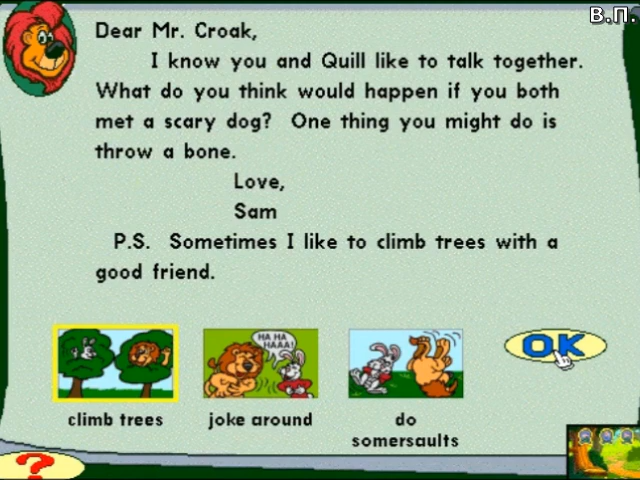 В.П.
Dear Mr. Croak,
I know you and Quill like to talk together.
What do you think would happen if you both
met a scary dog? One thing you might do is
throw a bone.
Love,
Sam
P.S. Sometimes I like to climb trees with a
good friend.
HA HA
HAAA!
OK
climb trees
joke around
do
somersaults
?